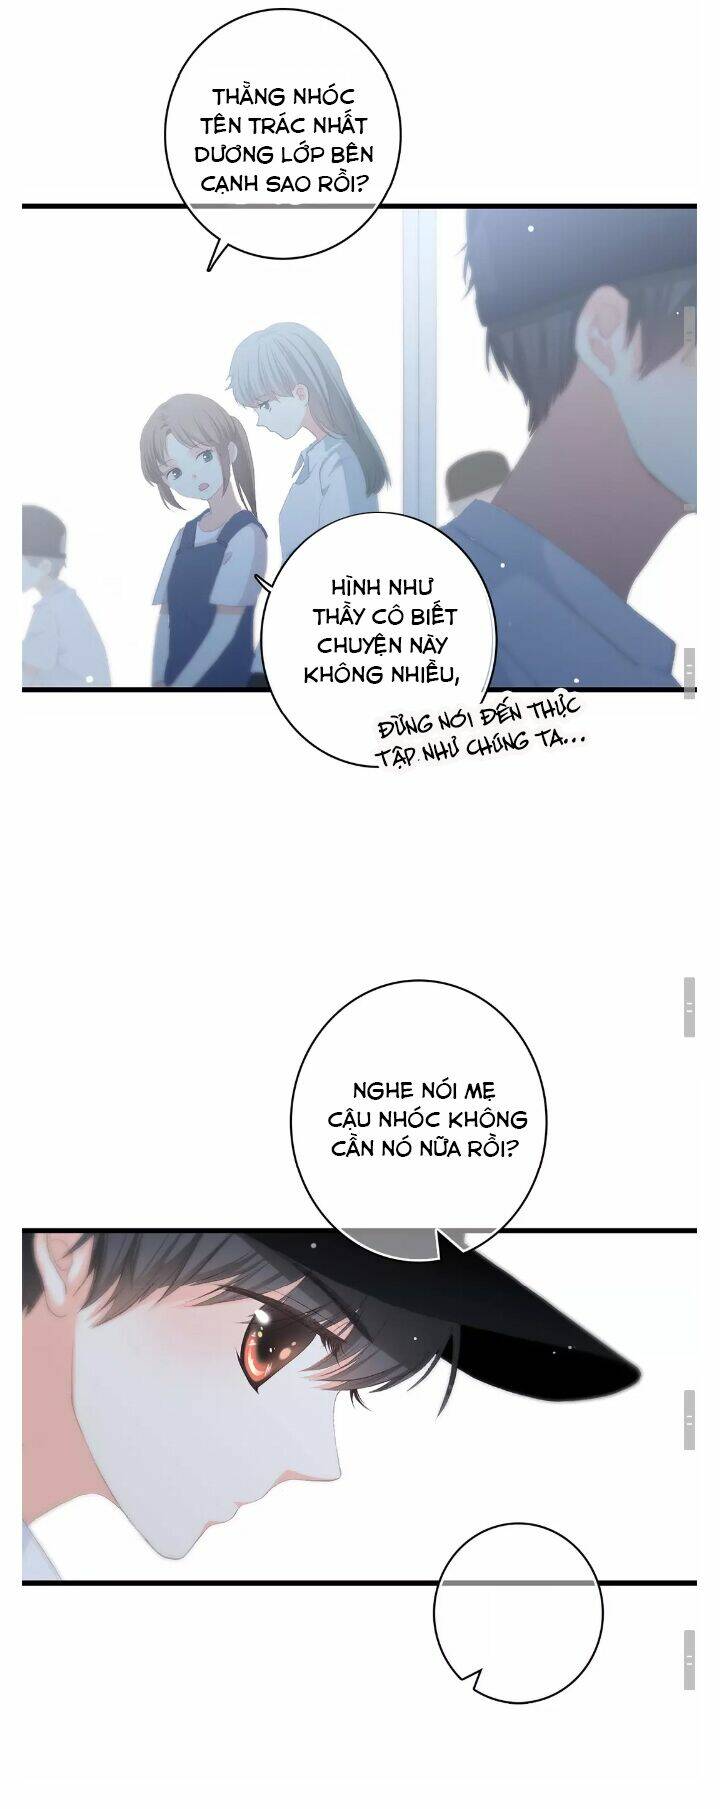 THẰNG NHÓC
TÊN TRÁC NHẤT
DƯƠNG LỚP BÊN
CẠNH SAO RỒI?
HÌNH NHƯ
THẦY CÔ BIẾT
CHUYỆN NÀY
KHÔNG NHIỀU,
ĐỪNG NÓI ĐẾN THỰC
TẬP NHƯ CHÚNG TA...
NGHE NÓI MẸ
CẬU NHÓC KHÔNG
CẦN NÓ NỮA RỒI?